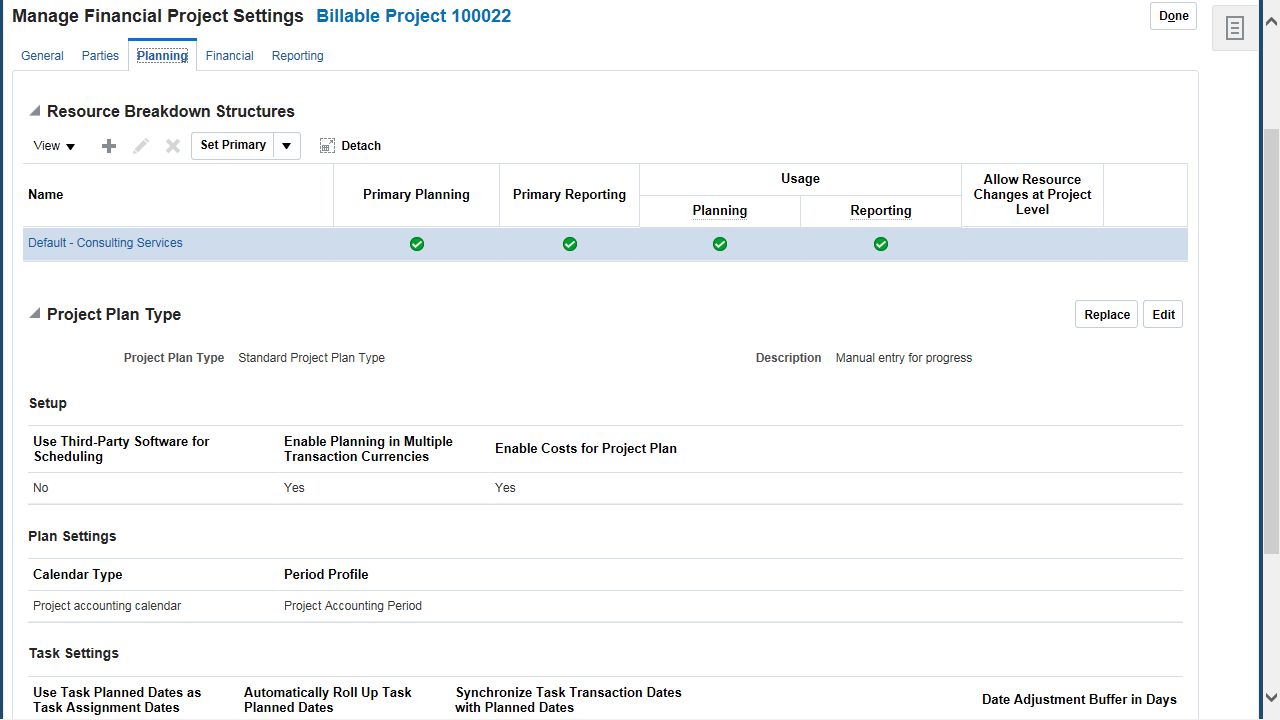 Manage Financial Project Settings Billable Project 100022
Done
General Parties Planning Financial Reporting
Resource Breakdown Structures
View Set Primary Detach
Name Primary Planning Primary Reporting Usage Planning Reporting Allow Resource
Changes at Project
Level
Default - Consulting Services
Project Plan Type Replace Edit
Project Plan Type Standard Project Plan Type Description Manual entry for progress
Setup
Use Third-Party Software for
Scheduling
Enable Planning in Multiple
Transaction Currencies
Enable Costs for Project Plan
No Yes Yes
Plan Settings
Calendar Type Period Profile
Project accounting calendar Project Accounting Period
Task Settings
Use Task Planned Dates as
Task Assignment Dates
Automatically Roll Up Task
Planned Dates
Synchronize Task Transaction Dates
with Planned Dates
Date Adjustment Buffer in Days